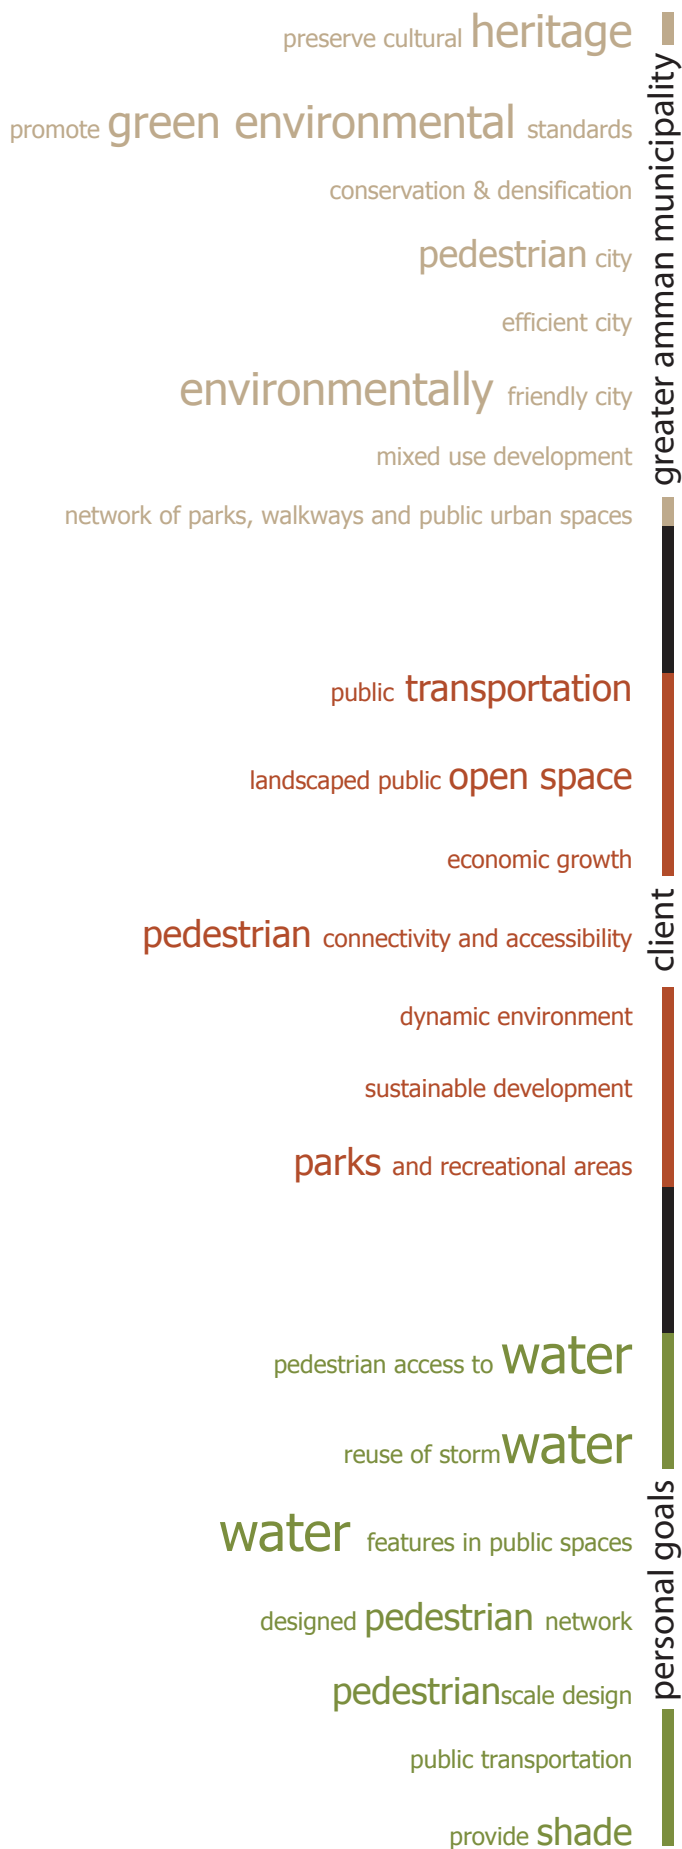 preserve cultural heritage
promote green environmental standards
conservation & densification
pedestrian city
efficient city
environmentally friendly city
mixed use development
network of parks, walkways and public urban spaces
greater amman municipality
public transportation
landscaped public open space
economic growth
pedestrian connectivity and accessibility
dynamic environment
sustainable development
parks and recreational areas
client
pedestrian access to water
reuse of stormwater
water features in public spaces
designed pedestrian network
pedestrianscale design
public transportation
provide shade
personal goals